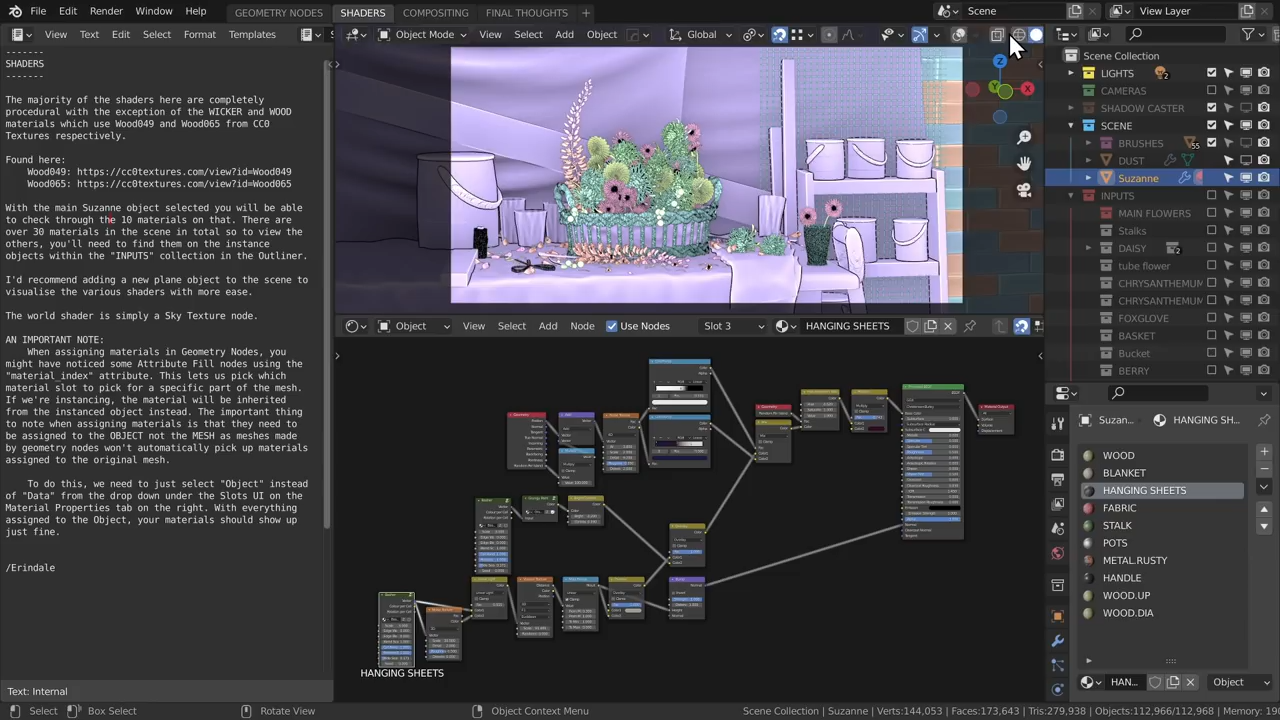 File Edit Render Window Help GEOMETRY NODES SHADERS COMPOSITING FINAL THOUGHTS + Scene View Layer
View Text Edit Select Format Templates S Object Mode View Select Add Object Global
-------
SHADERS
-------
The majority of the shaders here are completely
procedural with the exception of the WICKER and WOOD
materials which use Wood049 and Wood065 from CC0
Textures respectively.
Found here:
Wood049: https://cc0textures.com/view?id=Wood049
Wood065: https://cc0textures.com/view?id=Wood065
With the main Suzanne object selected you will be able
to check through the 10 materials on that. There are
over 30 materials in the scene in total so to view the
others, you'll need to find them on the instance
objects within the "INPUTS" collection in the Outliner.
I'd recommend adding a new plane object to the scene to
visualise the various shaders with more ease.
The world shader is simply a Sky Texture node.
AN IMPORTANT NOTE:
When assigning materials in Geometry Nodes, you
might have noticed some Attribute Fill nodes using the
"material_index" attribute. This lets us pick which
material slot to pick for a specific part of the mesh.
If we're instancing, the material will be inherited
from the instance object itself. The important thing
to note when assigning materials is that they need to
be assigned to the OBJECT not the MESH as meshes made
by geometry nodes won't automatically use materials
assigned to the original mesh.
To do this, we need to just select "Object" instead
of "Data" from the drop down under the slot list on the
Material Properties tab on the right. Once everything
assigned to the Object, your materials should show up
just fine.
/Erindale
Text: Internal
Z
Y
X
Scene Collection
LIGHTS 2
CAMERAS
SHADOW CASTER
SCENE
BRUSHES 55
DUST
Suzanne
INPUTS
MAIN FLOWERS
Stalks
DAISY 2
tube flower
CHRYSANTHEMUM
CHRYSANTHEMUM
FOXGLOVE
BASKET
Bucket
BERRY
Object View Select Add Node Use Nodes Slot 3 HANGING SHEETS
HANGING SHEETS
Suzan...
WOOD
BLANKET
HANGING SHEETS
FABRIC
STICK
POT
METAL RUSTY
HANDLE
WOOD.UP
WOOD.DIA
HAN... Object
Select Box Select Rotate View Object Context Menu Scene Collection | Suzanne | Verts:144,053 | Faces:173,643 | Tris:279,938 | Objects:112,966/112,968 | Memory: 19